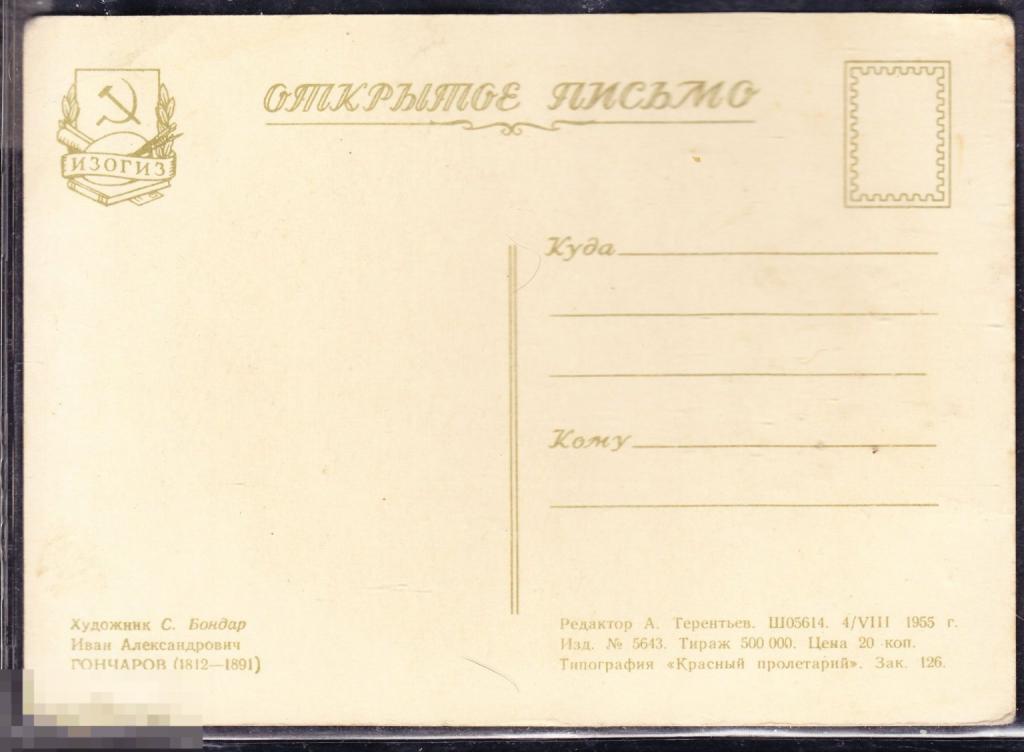 ОТКРЫТОЕ ПИСЬМО
ИЗОГИЗ
Куда
Кому
Художник С. Бондар
Иван Александрович
ГОНЧАРОВ (1812—1891)
Редактор А. Терентьев. Ш05614. 4/VIII 1955 г.
Изд. № 5643. Тираж 500 000. Цена 20 коп.
Типография «Красный пролетарий». Зак. 126.